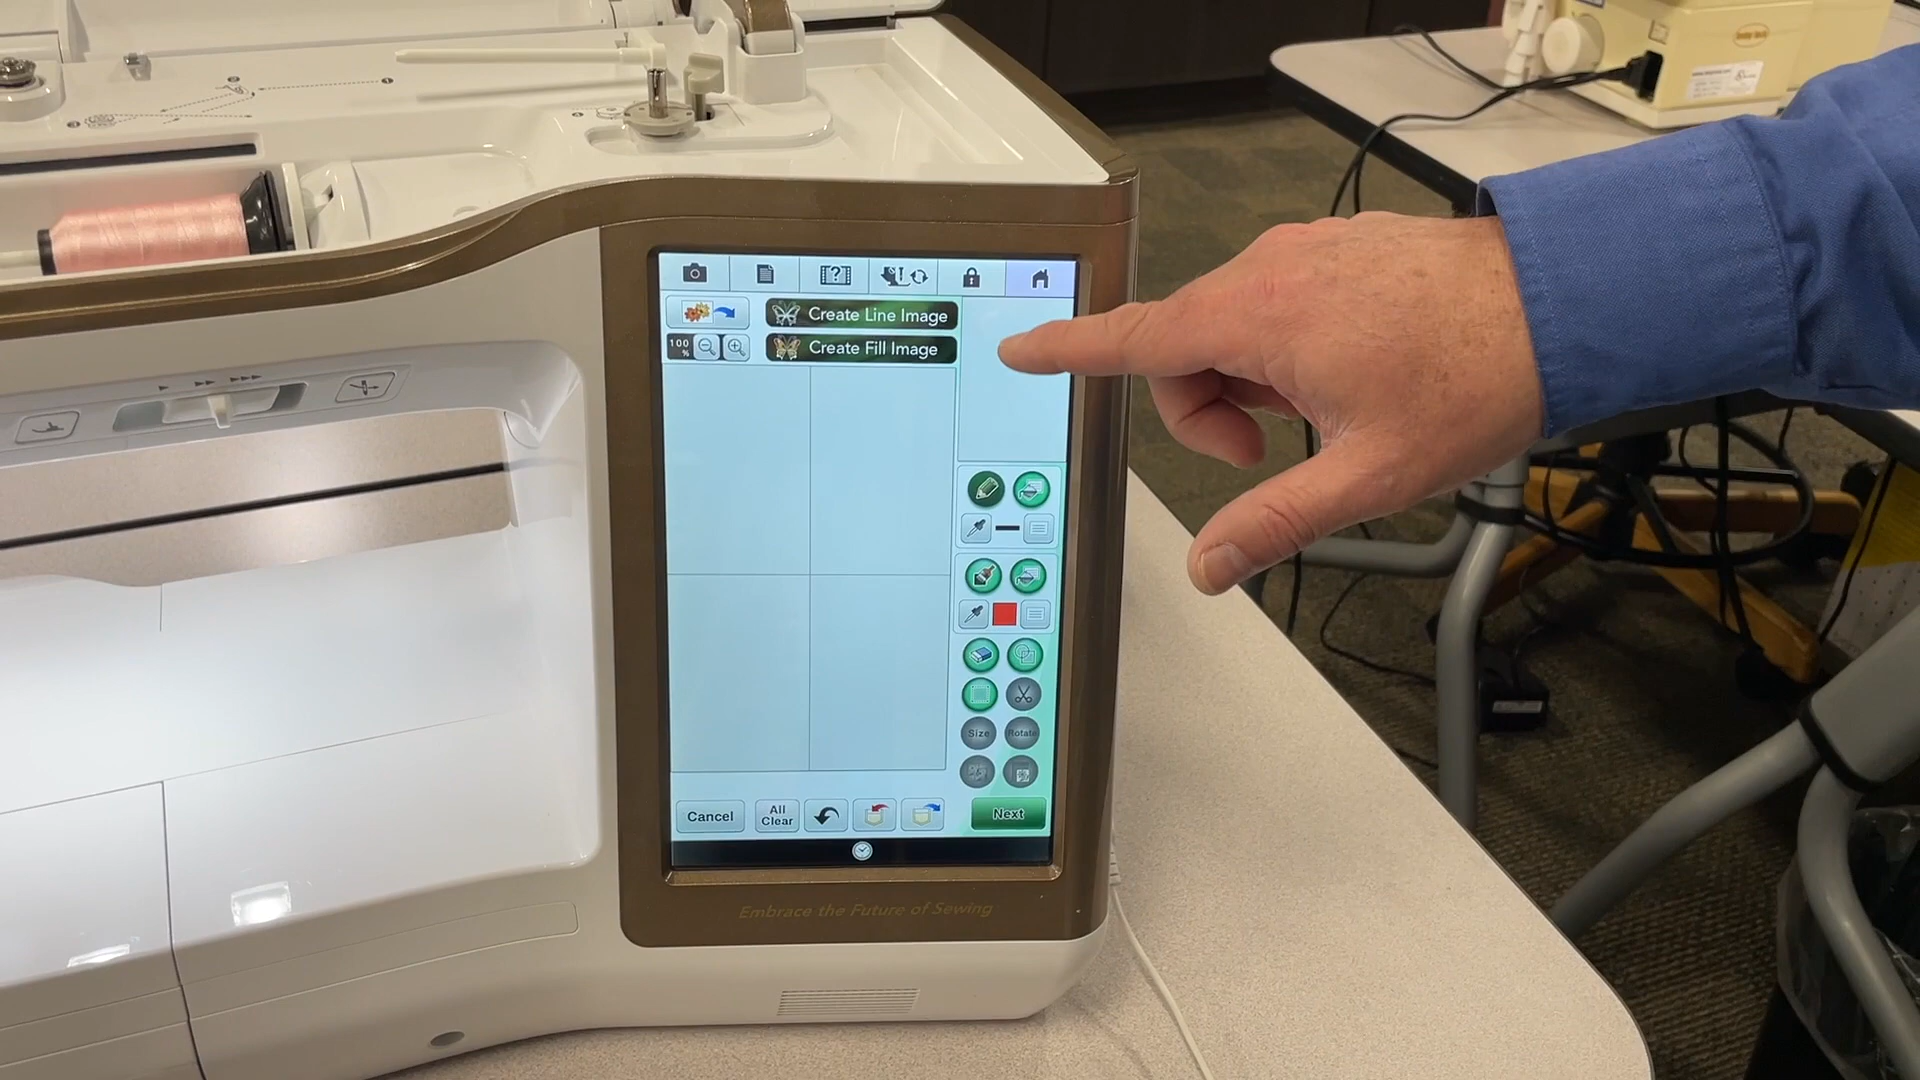 Create Line Image
100
%
Create Fill Image
Size
Rotate
Cancel
All
Clear
Next
Embrace the Future of Sewing